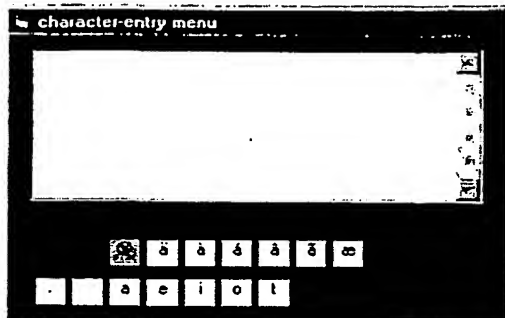 character-entry menu
ä à á â ã æ
. a e i o t